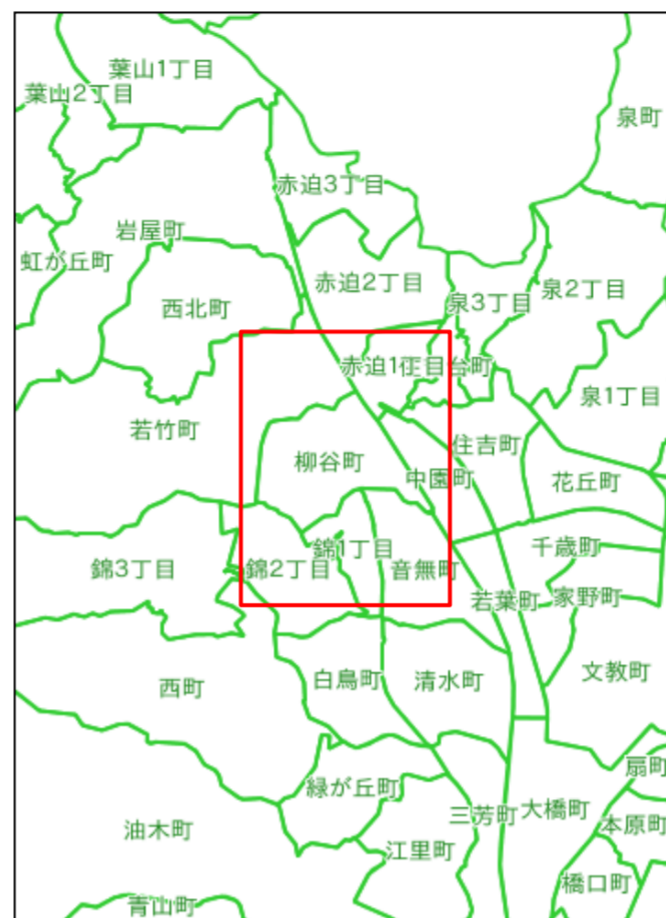 葉山1丁目
葉山2丁目
泉町
赤迫3丁目
岩屋町
虹が丘町
赤迫2丁目
泉2丁目
西北町
泉3丁目
赤迫1丁目
台町
泉1丁目
若竹町
住吉町
柳谷町
中園町
花丘町
錦1丁目
千歳町
錦3丁目
錦2丁目
音無町
若葉町
家野町
文教町
西町
白鳥町
清水町
扇町
緑が丘町
三芳町
大橋町
油木町
本原町
江里町
橋口町
青山町